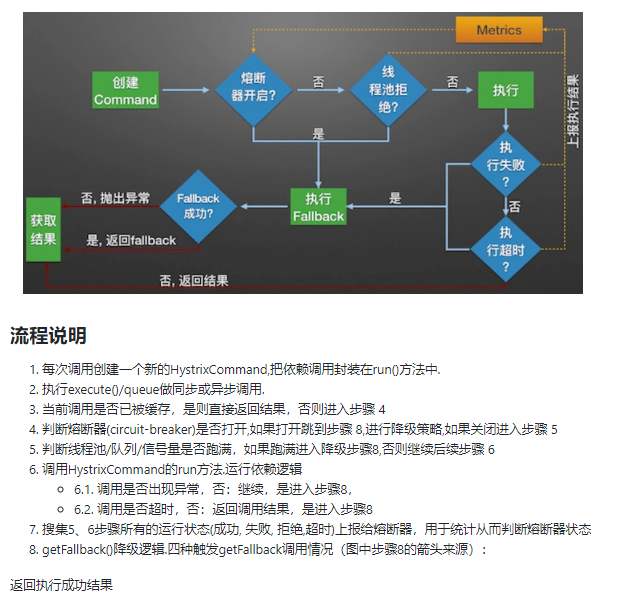 Metrics
创建
Command
熔断
器开启?
否
线
程池拒
绝?
否
执行
上报执行结果
是
执
行失败
?
否
执
行超时
?
是
执行
Fallback
Fallback
成功?
否, 抛出异常
是, 返回fallback
获取
结果
否, 返回结果
流程说明
1. 每次调用创建一个新的HystrixCommand,把依赖调用封装在run()方法中.
2. 执行execute()/queue做同步或异步调用.
3. 当前调用是否已被缓存，是则直接返回结果，否则进入步骤 4
4. 判断熔断器(circuit-breaker)是否打开,如果打开跳到步骤 8,进行降级策略,如果关闭进入步骤 5
5. 判断线程池/队列/信号量是否跑满，如果跑满进入降级步骤8,否则继续后续步骤 6
6. 调用HystrixCommand的run方法.运行依赖逻辑
6.1. 调用是否出现异常，否：继续，是进入步骤8，
6.2. 调用是否超时，否：返回调用结果，是进入步骤8
7. 搜集5、6步骤所有的运行状态(成功, 失败, 拒绝,超时)上报给熔断器，用于统计从而判断熔断器状态
8. getFallback()降级逻辑.四种触发getFallback调用情况（图中步骤8的箭头来源）：
返回执行成功结果